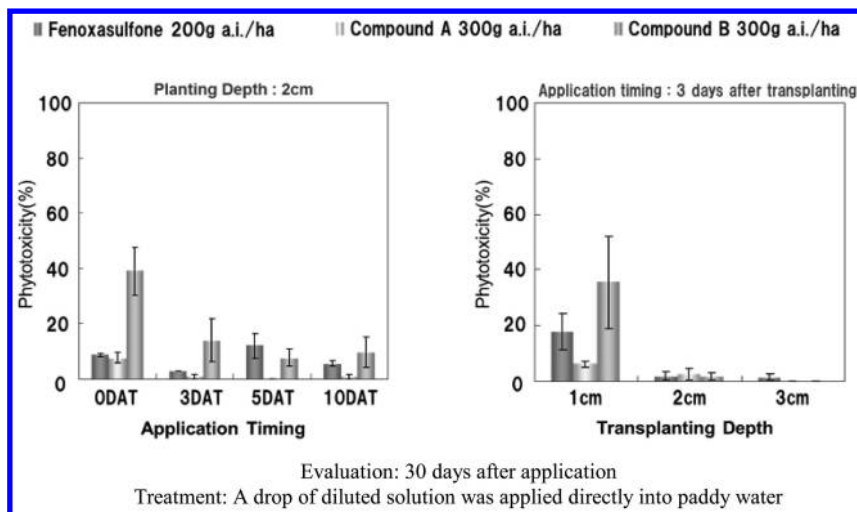 Fenoxasulfone 200g a.i./ha Compound A 300g a.i./ha Compound B 300g a.i./ha
Planting Depth : 2cm
100
80
60
40
20
0
Phytotoxicity(%)
0DAT 3DAT 5DAT 10DAT
Application Timing
Application timing : 3 days after transplanting
100
80
60
40
20
0
Phytotoxicity(%)
1cm 2cm 3cm
Transplanting Depth
Evaluation: 30 days after application
Treatment: A drop of diluted solution was applied directly into paddy water